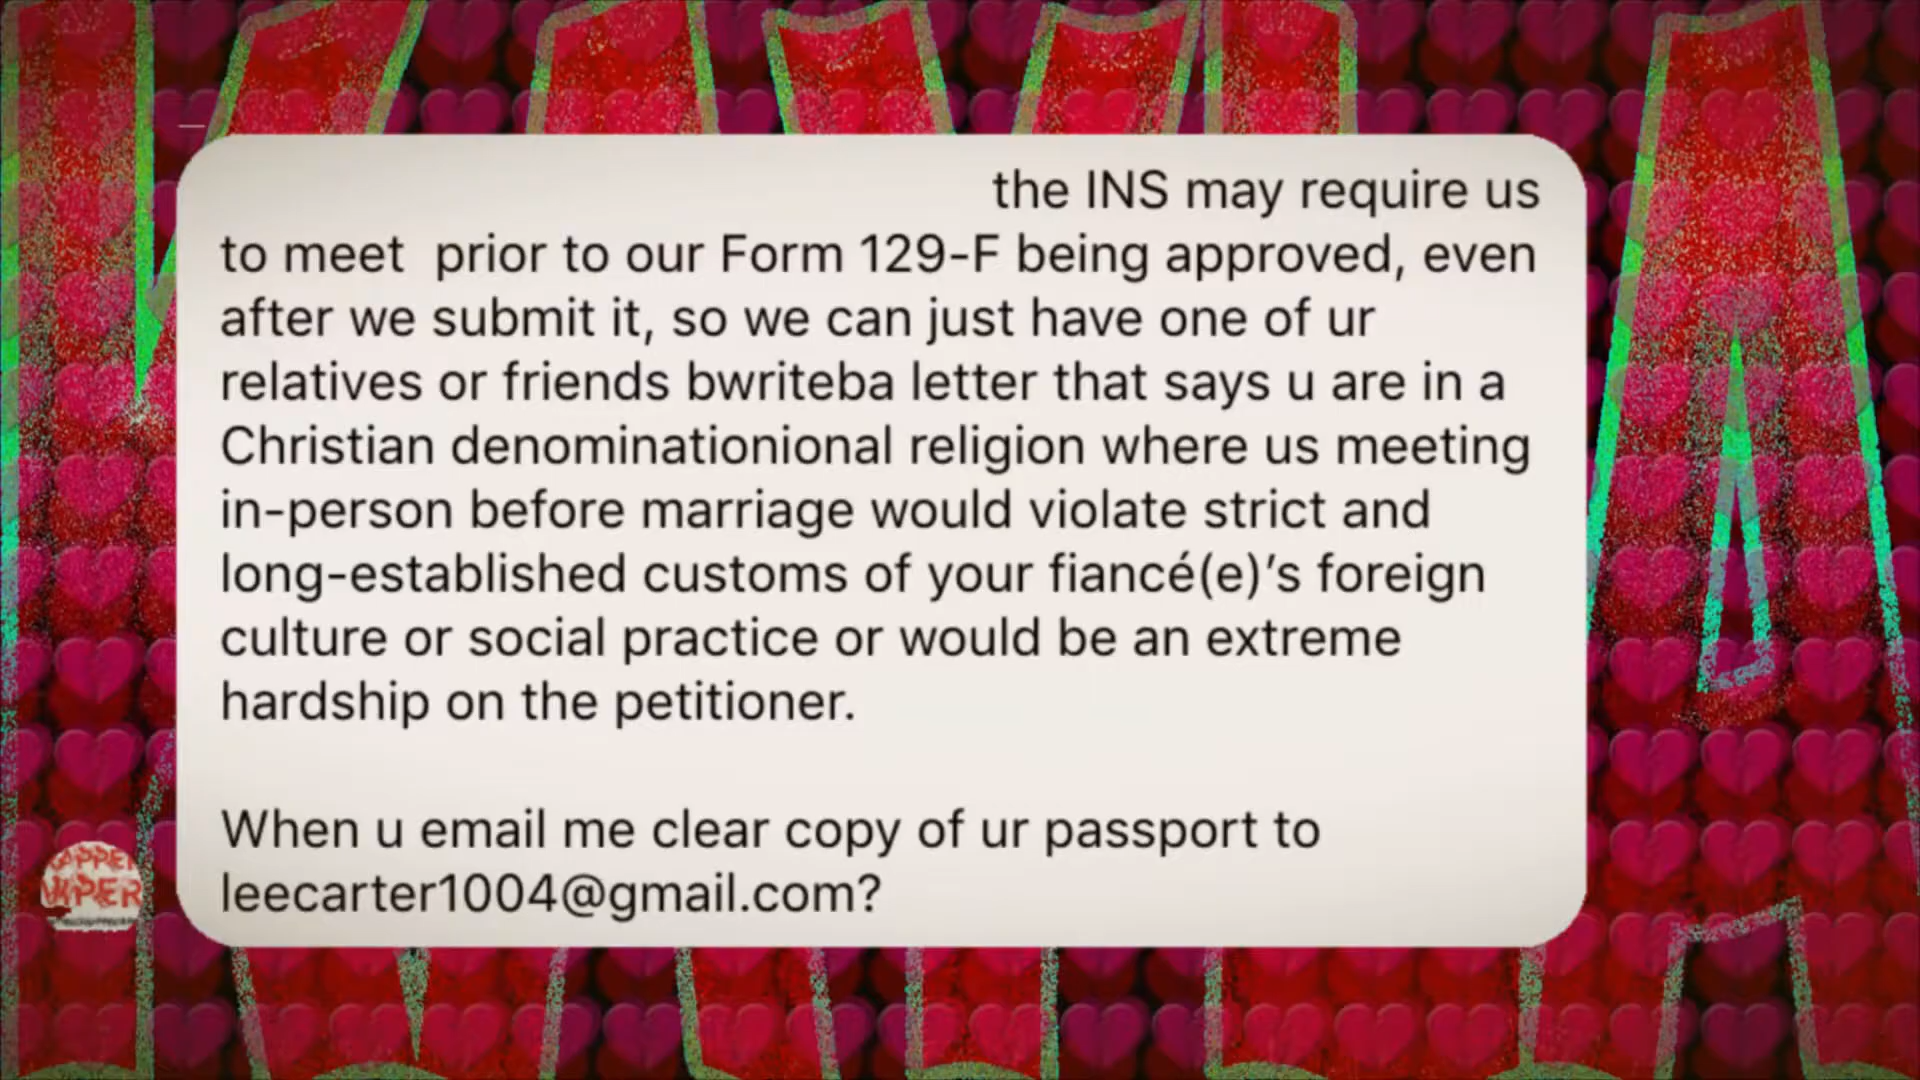 the INS may require us
to meet  prior to our Form 129-F being approved, even
after we submit it, so we can just have one of ur
relatives or friends bwriteba letter that says u are in a
Christian denominationional religion where us meeting
in-person before marriage would violate strict and
long-established customs of your fiancé(e)’s foreign
culture or social practice or would be an extreme
hardship on the petitioner.
When u email me clear copy of ur passport to
leecarter1004@gmail.com?